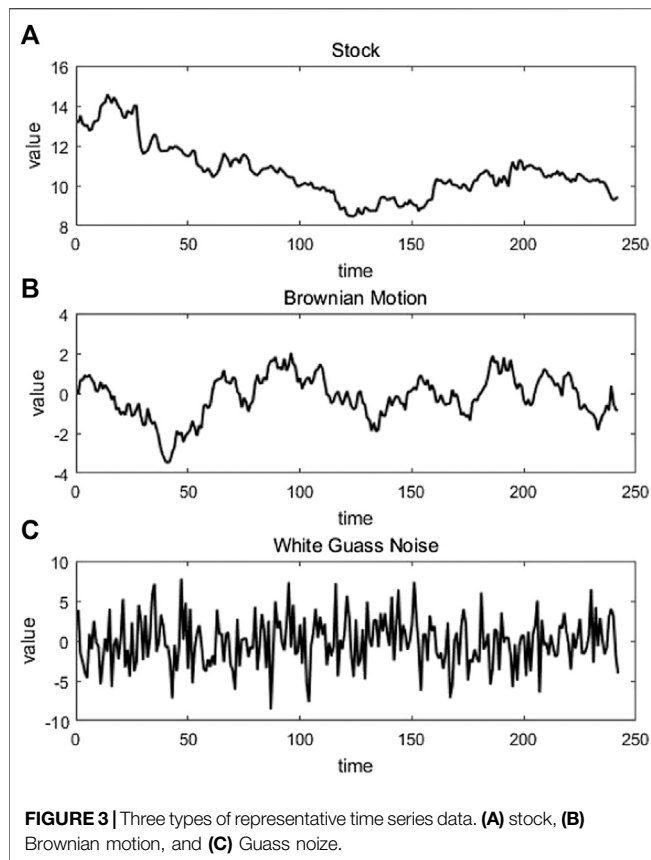 A
Stock
16
14
12
10
8
value
0 50 100 150 200 250
time
B
Brownian Motion
4
2
0
-2
-4
value
0 50 100 150 200 250
time
C
White Guass Noise
10
5
0
-5
-10
value
0 50 100 150 200 250
time
FIGURE 3 | Three types of representative time series data. (A) stock, (B)
Brownian motion, and (C) Guass noize.